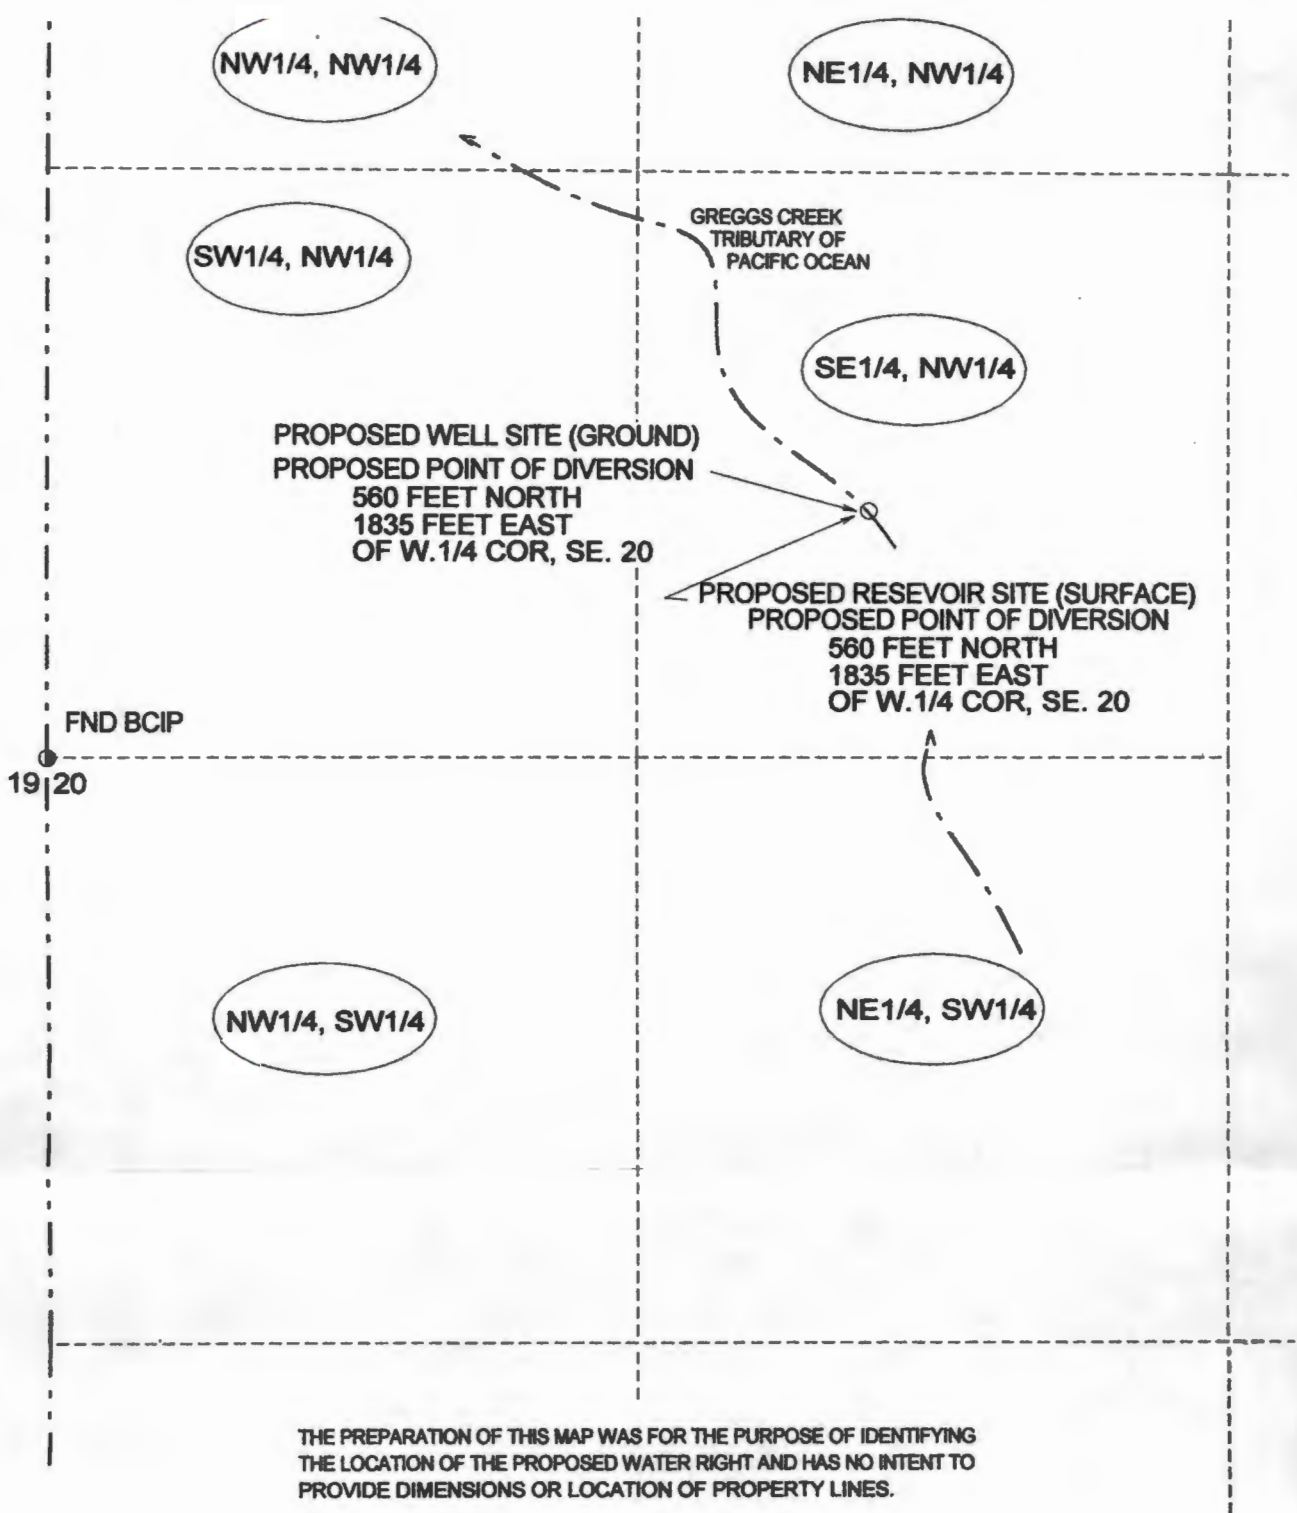 NW1/4, NW1/4
NE1/4, NW1/4
GREGGS CREEK
TRIBUTARY OF
PACIFIC OCEAN
SW1/4, NW1/4
SE1/4, NW1/4
PROPOSED WELL SITE (GROUND)
PROPOSED POINT OF DIVERSION
560 FEET NORTH
1835 FEET EAST
OF W.1/4 COR, SE. 20
PROPOSED RESEVOIR SITE (SURFACE)
PROPOSED POINT OF DIVERSION
560 FEET NORTH
1835 FEET EAST
OF W.1/4 COR, SE. 20
FND BCIP
19 20
NW1/4, SW1/4
NE1/4, SW1/4
THE PREPARATION OF THIS MAP WAS FOR THE PURPOSE OF IDENTIFYING
THE LOCATION OF THE PROPOSED WATER RIGHT AND HAS NO INTENT TO
PROVIDE DIMENSIONS OR LOCATION OF PROPERTY LINES.